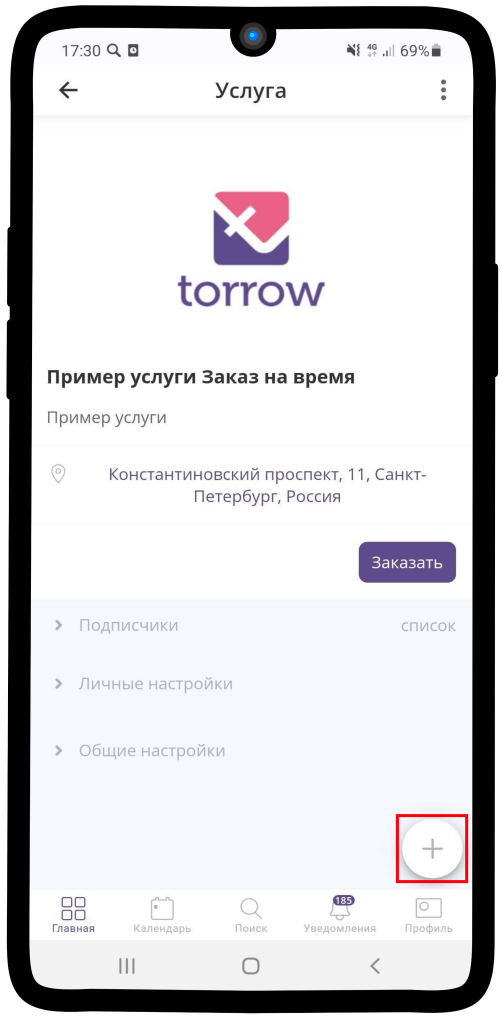 17:30 4G 69%
Услуга
torrow
Пример услуги Заказ на время
Пример услуги
Константиновский проспект, 11, Санкт-
Петербург, Россия
Заказать
Подписчики список
Личные настройки
Общие настройки
185
Главная Календарь Поиск Уведомления Профиль